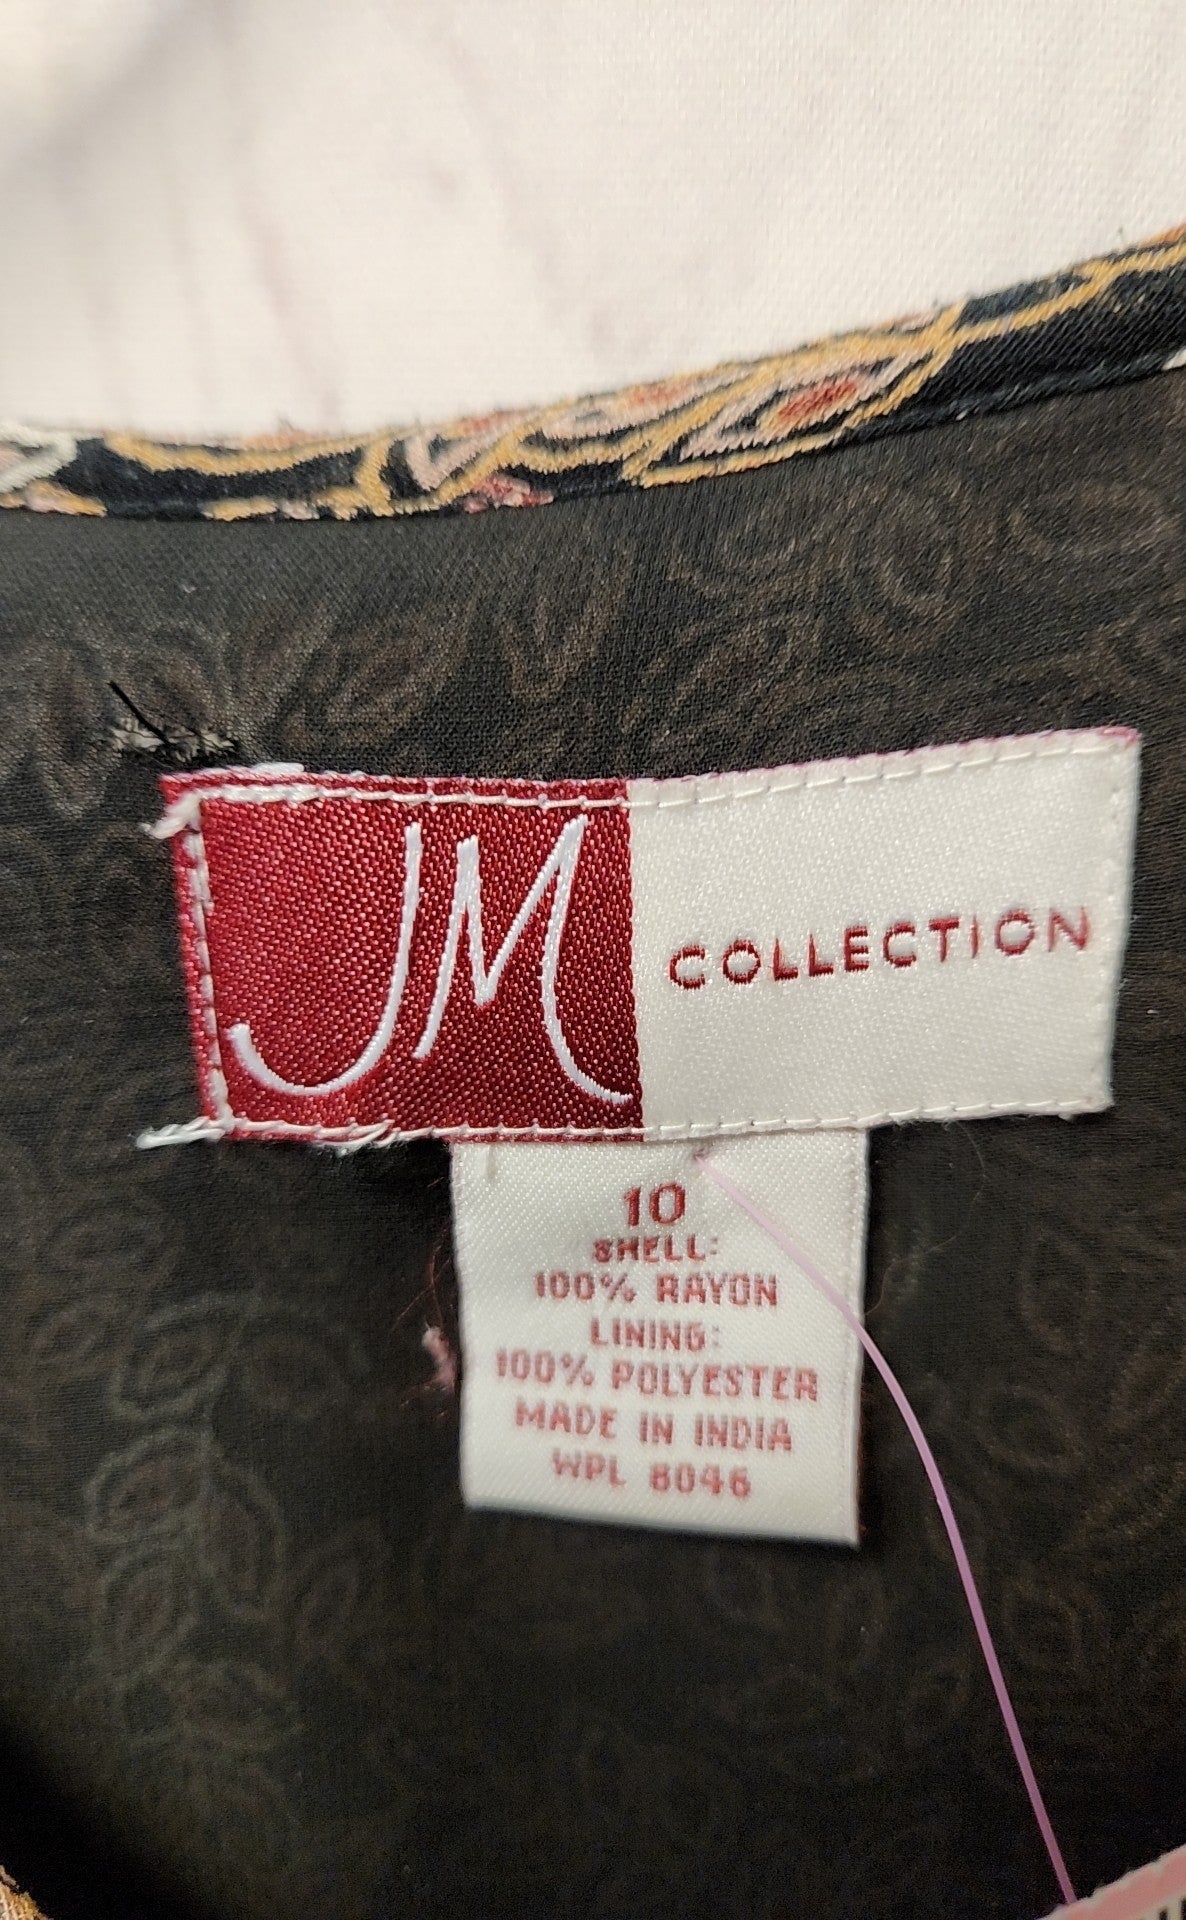 JM COLLECTION
10
SHELL:
100% RAYON
LINING:
100% POLYESTER
MADE IN INDIA
WPL 8046